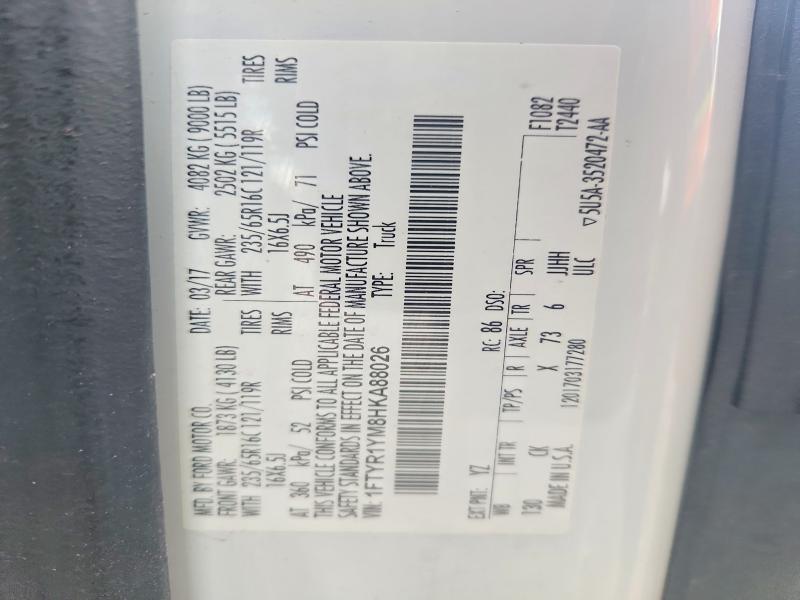 MFD. BY FORD MOTOR CO. DATE: 03/17 GVWR: 4082 KG ( 9000 LB)
FRONT GAWR: 1873 KG ( 4130 LB) REAR GAWR: 2502 KG ( 5515 LB)
WITH 235/65R16C 121/119R TIRES WITH 235/65R16C 121/119R TIRES
16X6.5J RIMS 16X6.5J RIMS
AT 360 kPa/ 52 PSI COLD AT 490 kPa/ 71 PSI COLD
THIS VEHICLE CONFORMS TO ALL APPLICABLE FEDERAL MOTOR VEHICLE
SAFETY STANDARDS IN EFFECT ON THE DATE OF MANUFACTURE SHOWN ABOVE.
VIN: 1FTYR1YM8HKA88026 TYPE: Truck
EXT PNT: YZ RC: 86 DSO: F1082
WB INT TR TP/PS R AXLE TR SPR T2440
130 CK X 73 6 JJHH
MADE IN U.S.A. 1201703177280 ULC ▽5U5A-3520472-AA